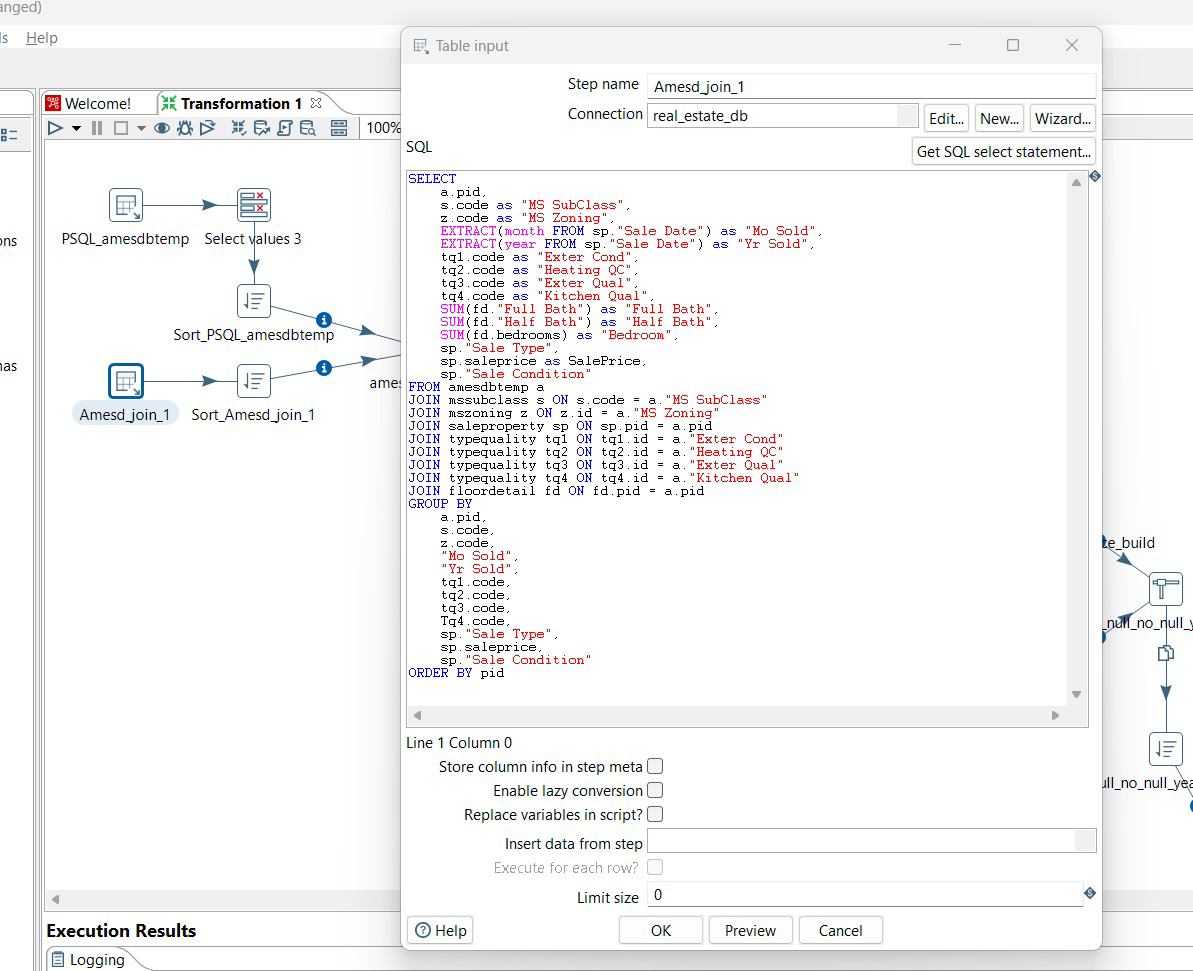 anged)
ls Help
Welcome! Transformation 1
100%
PSQL_amesdbtemp Select values 3
Sort_PSQL_amesdbtemp
ames
Amesd_join_1 Sort_Amesd_join_1
ons
nas
Table input
Step name Amesd_join_1
Connection real_estate_db Edit... New... Wizard...
SQL Get SQL select statement...
SELECT
a.pid,
s.code as "MS SubClass",
z.code as "MS Zoning",
EXTRACT(month FROM sp."Sale Date") as "Mo Sold",
EXTRACT(year FROM sp."Sale Date") as "Yr Sold",
tq1.code as "Exter Cond",
tq2.code as "Heating QC",
tq3.code as "Exter Qual",
tq4.code as "Kitchen Qual",
SUM(fd."Full Bath") as "Full Bath",
SUM(fd."Half Bath") as "Half Bath",
SUM(fd.bedrooms) as "Bedroom",
sp."Sale Type",
sp.saleprice as SalePrice,
sp."Sale Condition"
FROM amesdbtemp a
JOIN mssubclass s ON s.code = a."MS SubClass"
JOIN mszoning z ON z.id = a."MS Zoning"
JOIN saleproperty sp ON sp.pid = a.pid
JOIN typequality tq1 ON tq1.id = a."Exter Cond"
JOIN typequality tq2 ON tq2.id = a."Heating QC"
JOIN typequality tq3 ON tq3.id = a."Exter Qual"
JOIN typequality tq4 ON tq4.id = a."Kitchen Qual"
JOIN floordetail fd ON fd.pid = a.pid
GROUP BY
a.pid,
s.code,
z.code,
"Mo Sold",
"Yr Sold",
tq1.code,
tq2.code,
tq3.code,
Tq4.code,
sp."Sale Type",
sp.saleprice,
sp."Sale Condition"
ORDER BY pid
Line 1 Column 0
Store column info in step meta
Enable lazy conversion
Replace variables in script?
Insert data from step
Execute for each row?
Limit size 0
Help OK Preview Cancel
te_build
_null_no_null_y
ull_no_null_yea
Execution Results
Logging